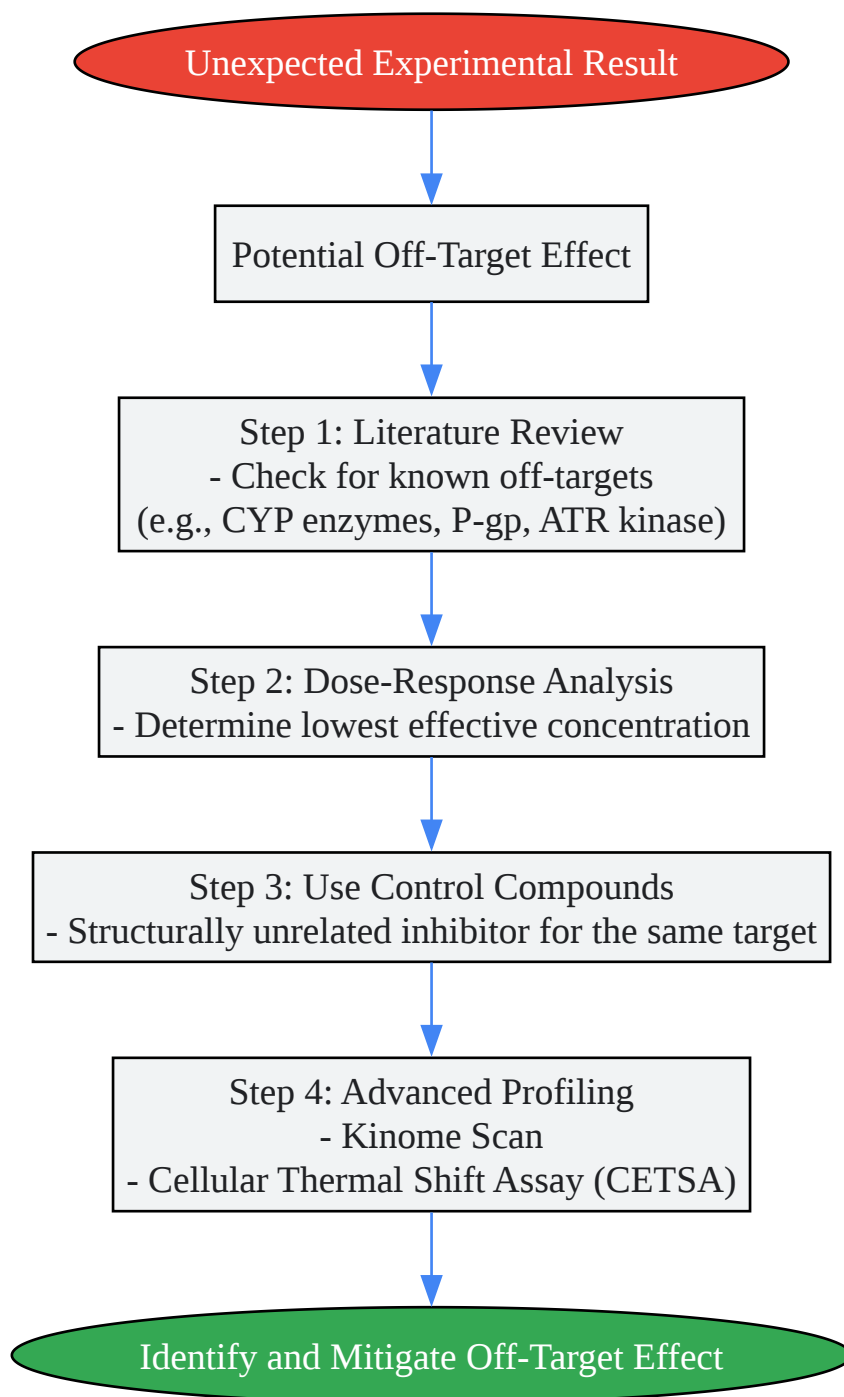 Unexpected Experimental Result
Potential Off-Target Effect
Step 1: Literature Review
- Check for known off-targets
(e.g., CYP enzymes, P-gp, ATR kinase)
Step 2: Dose-Response Analysis
- Determine lowest effective concentration
Step 3: Use Control Compounds
- Structurally unrelated inhibitor for the same target
Step 4: Advanced Profiling
- Kinome Scan
- Cellular Thermal Shift Assay (CETSA)
Identify and Mitigate Off-Target Effect